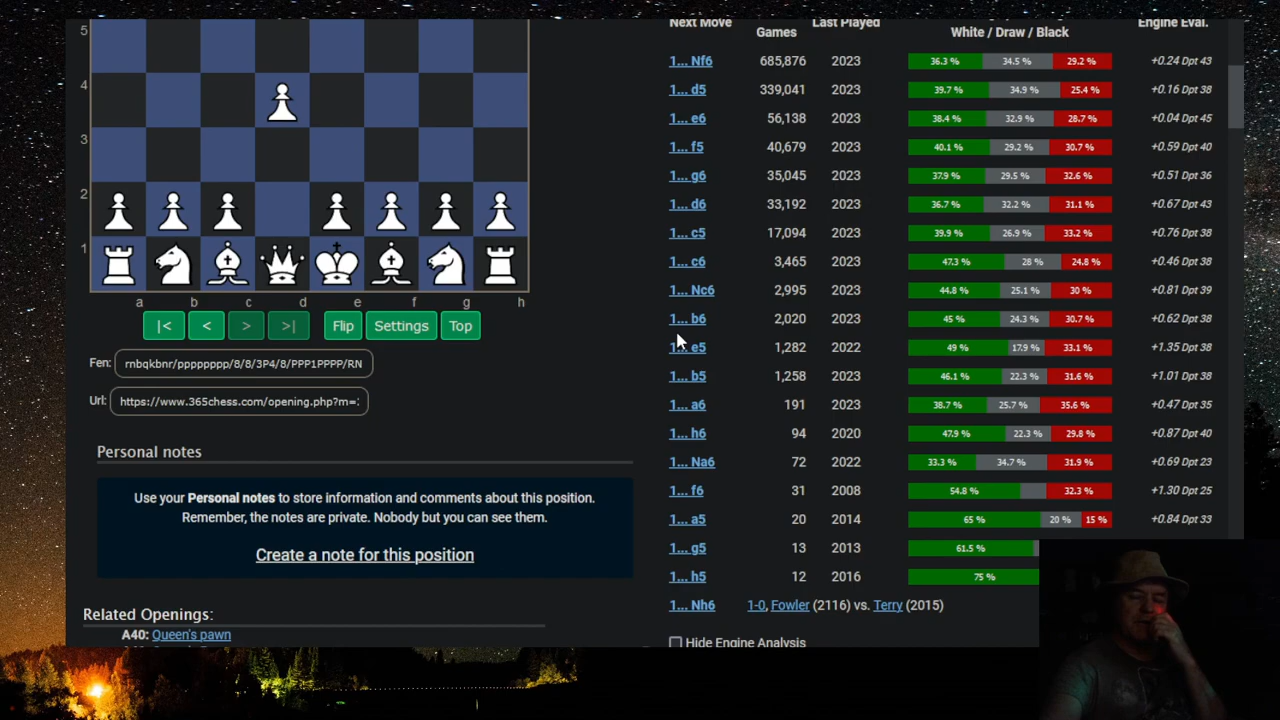 Next Move Games Last Played White / Draw / Black Engine Eval.
5
1... Nf6 685,876 2023 36.3 % 34.5 % 29.2 % +0.24 Dpt 43
1... d5 339,041 2023 39.7 % 34.9 % 25.4 % +0.16 Dpt 38
4
1... e6 56,138 2023 38.4 % 32.9 % 28.7 % +0.04 Dpt 45
3
1... f5 40,679 2023 40.1 % 29.2 % 30.7 % +0.59 Dpt 40
1... g6 35,045 2023 37.9 % 29.5 % 32.6 % +0.51 Dpt 36
2
1... d6 33,192 2023 36.7 % 32.2 % 31.1 % +0.67 Dpt 43
1... c5 17,094 2023 39.9 % 26.9 % 33.2 % +0.76 Dpt 38
1
1... c6 3,465 2023 47.3 % 28 % 24.8 % +0.46 Dpt 38
1... Nc6 2,995 2023 44.8 % 25.1 % 30 % +0.81 Dpt 39
a b c d e f g h
1... b6 2,020 2023 45 % 24.3 % 30.7 % +0.62 Dpt 38
|< < > >| Flip Settings Top
1... e5 1,282 2022 49 % 17.9 % 33.1 % +1.35 Dpt 38
Fen: rnbqkbnr/pppppppp/8/8/3P4/8/PPP1PPPP/RN
1... b5 1,258 2023 46.1 % 22.3 % 31.6 % +1.01 Dpt 38
Url: https://www.365chess.com/opening.php?m=
1... a6 191 2023 38.7 % 25.7 % 35.6 % +0.47 Dpt 35
1... h6 94 2020 47.9 % 22.3 % 29.8 % +0.87 Dpt 40
Personal notes
1... Na6 72 2022 33.3 % 34.7 % 31.9 % +0.69 Dpt 23
1... f6 31 2008 54.8 % 32.3 % +1.30 Dpt 25
Use your Personal notes to store information and comments about this position.
Remember, the notes are private. Nobody but you can see them.
1... a5 20 2014 65 % 20 % 15 % +0.84 Dpt 33
1... g5 13 2013 61.5 %
Create a note for this position
1... h5 12 2016 75 %
1... Nh6 1-0, Fowler (2116) vs. Terry (2015)
Related Openings:
A40: Queen's pawn
Hide Engine Analysis